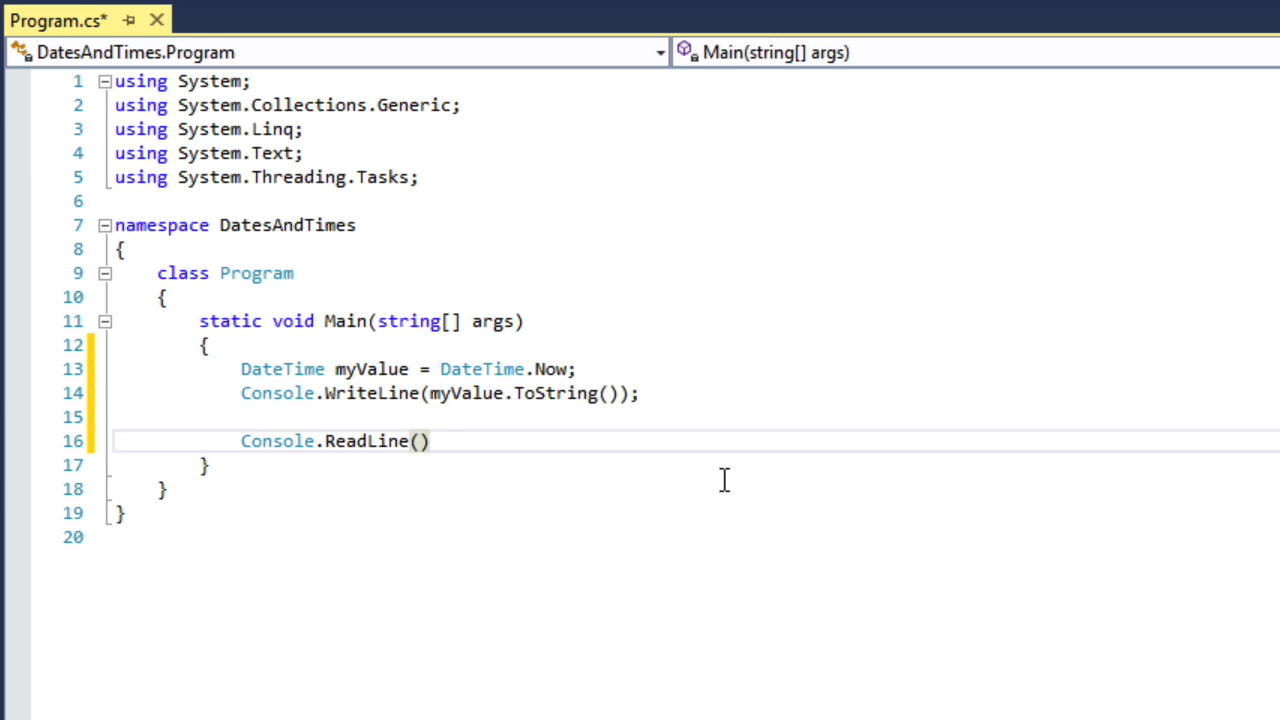 Program.cs*
DatesAndTimes.Program Main(string[] args)
1 using System;
2 using System.Collections.Generic;
3 using System.Linq;
4 using System.Text;
5 using System.Threading.Tasks;
6
7 namespace DatesAndTimes
8 {
9 class Program
10 {
11 static void Main(string[] args)
12 {
13 DateTime myValue = DateTime.Now;
14 Console.WriteLine(myValue.ToString());
15
16 Console.ReadLine()
17 }
18 }
19 }
20